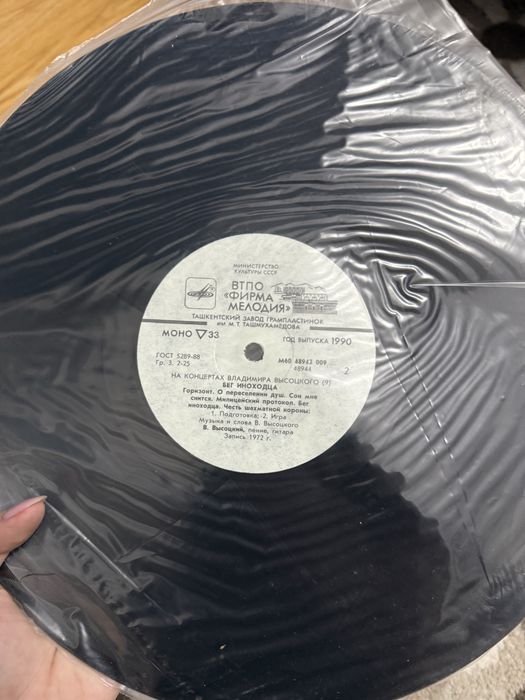 МИНИСТЕРСТВО
КУЛЬТУРЫ СССР
ВТПО
«ФИРМА
МЕЛОДИЯ»
ТАШКЕНТСКИЙ ЗАВОД ГРАМПЛАСТИНОК
ИМ. М. Т. ТАШМУХАМЕДОВА
МОНО 33
ГОД ВЫПУСКА 1990
ГОСТ 5289-88
Гр. 3. 2-25
М60 48943 009
48944
2
НА КОНЦЕРТАХ ВЛАДИМИРА ВЫСОЦКОГО (9)
БЕГ ИНОХОДЦА
Горизонт. О переселении душ. Сон мне
снится. Милицейский протокол. Бег
иноходца. Честь шахматной короны:
1. Подготовка; 2. Игра
Музыка и слова В. Высоцкого
В. Высоцкий, пение, гитара
Запись 1972 г.